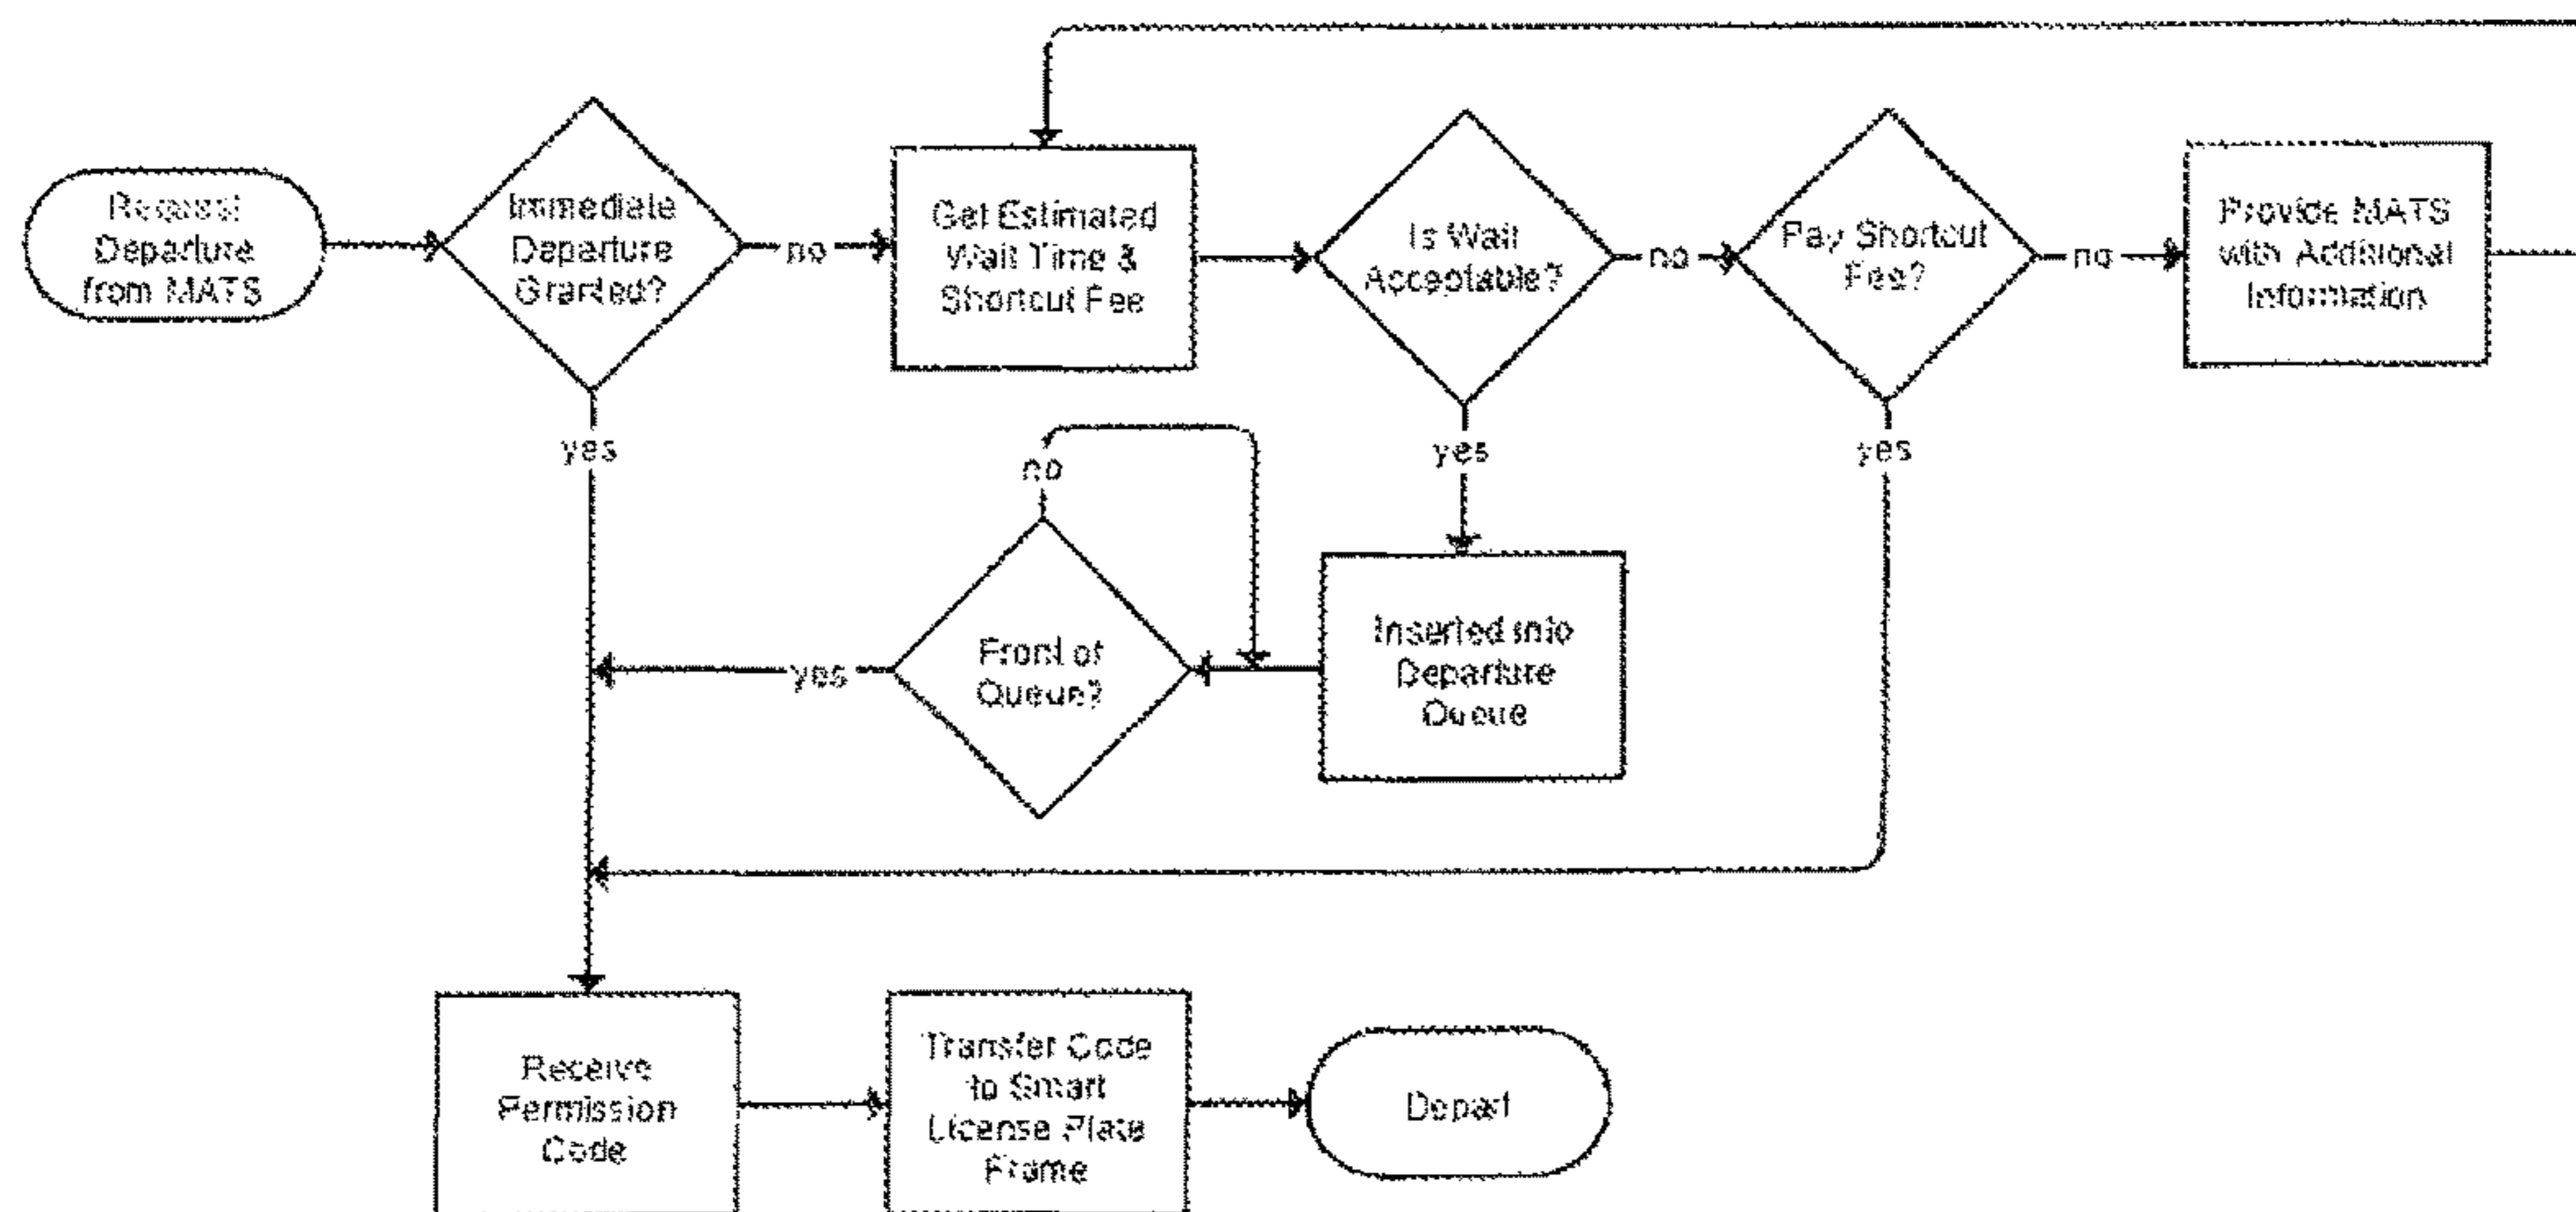 Request
Departure
from MATS
Immediate
Departure
Granted?
no
Get Estimated
Wait Time &
Shortcut Fee
Is Wait
Acceptable?
no
Pay Shortcut
Fee?
no
Provide MATS
with Additional
Information
yes
no
yes
yes
Front of
Queue?
yes
Inserted into
Departure
Queue
Receive
Permission
Code
Transfer Code
to Smart
License Plate
Frame
Depart